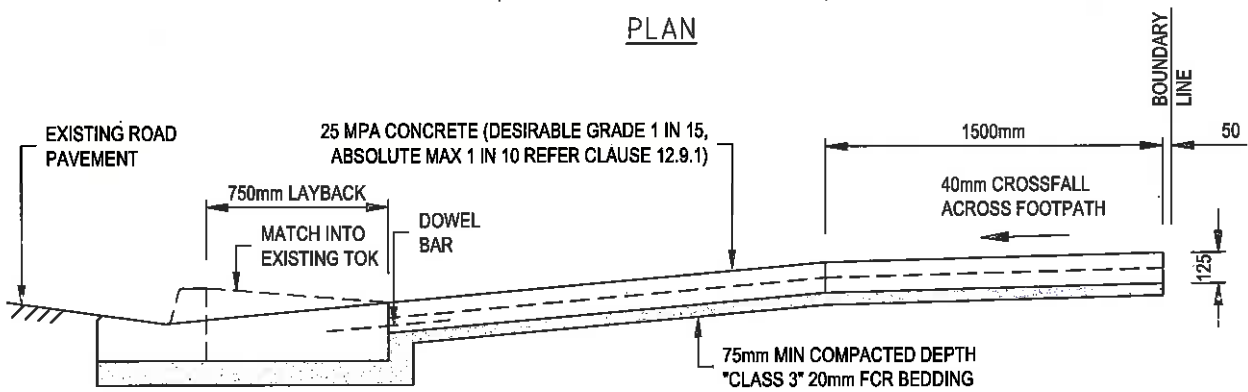 PLAN
BOUNDARY
LINE
EXISTING ROAD
PAVEMENT
25 MPA CONCRETE (DESIRABLE GRADE 1 IN 15,
ABSOLUTE MAX 1 IN 10 REFER CLAUSE 12.9.1)
1500mm
50
750mm LAYBACK
40mm CROSSFALL
ACROSS FOOTPATH
MATCH INTO
EXISTING TOK
DOWEL
BAR
125
75mm MIN COMPACTED DEPTH
"CLASS 3" 20mm FCR BEDDING